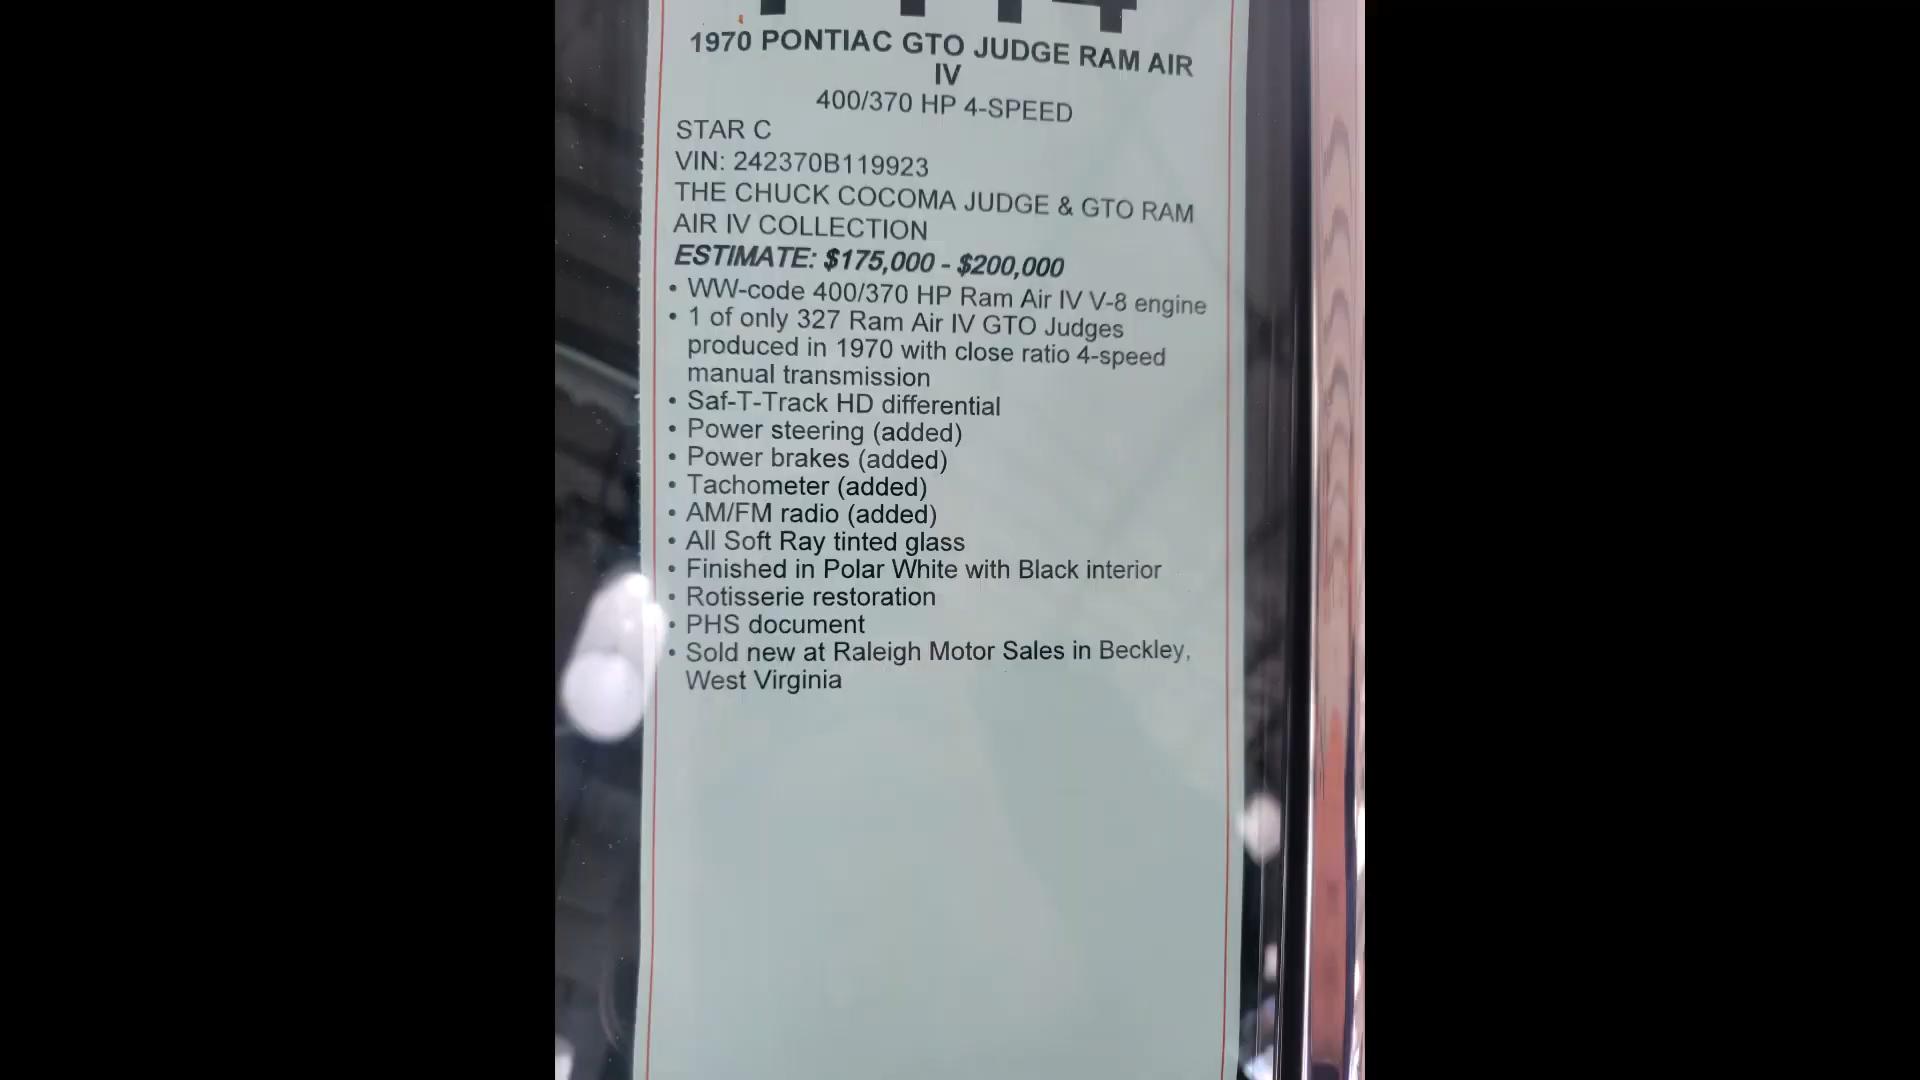 1970 PONTIAC GTO JUDGE RAM AIR
IV
400/370 HP 4-SPEED
STAR C
VIN: 242370B119923
THE CHUCK COCOMA JUDGE & GTO RAM
AIR IV COLLECTION
ESTIMATE: $175,000 - $200,000
• WW-code 400/370 HP Ram Air IV V-8 engine
• 1 of only 327 Ram Air IV GTO Judges
produced in 1970 with close ratio 4-speed
manual transmission
• Saf-T-Track HD differential
• Power steering (added)
• Power brakes (added)
• Tachometer (added)
• AM/FM radio (added)
• All Soft Ray tinted glass
• Finished in Polar White with Black interior
• Rotisserie restoration
• PHS document
• Sold new at Raleigh Motor Sales in Beckley,
West Virginia